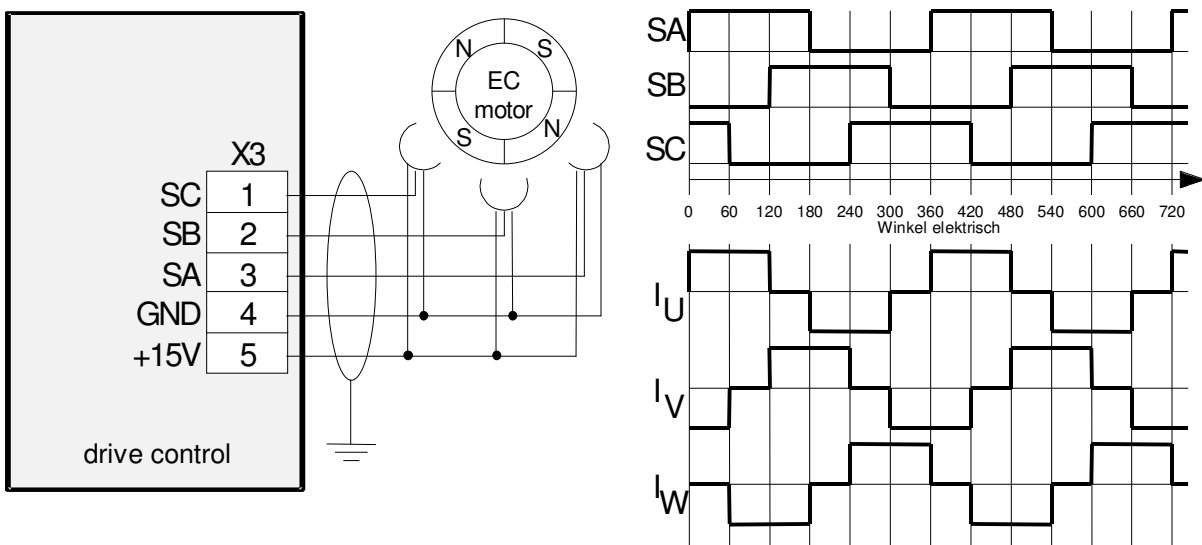 X3
SC 1
SB 2
SA 3
GND 4
+15V 5
drive control
N S
EC
motor
S N
SA
SB
SC
0 60 120 180 240 300 360 420 480 540 600 660 720
Winkel elektrisch
IU
IV
IW